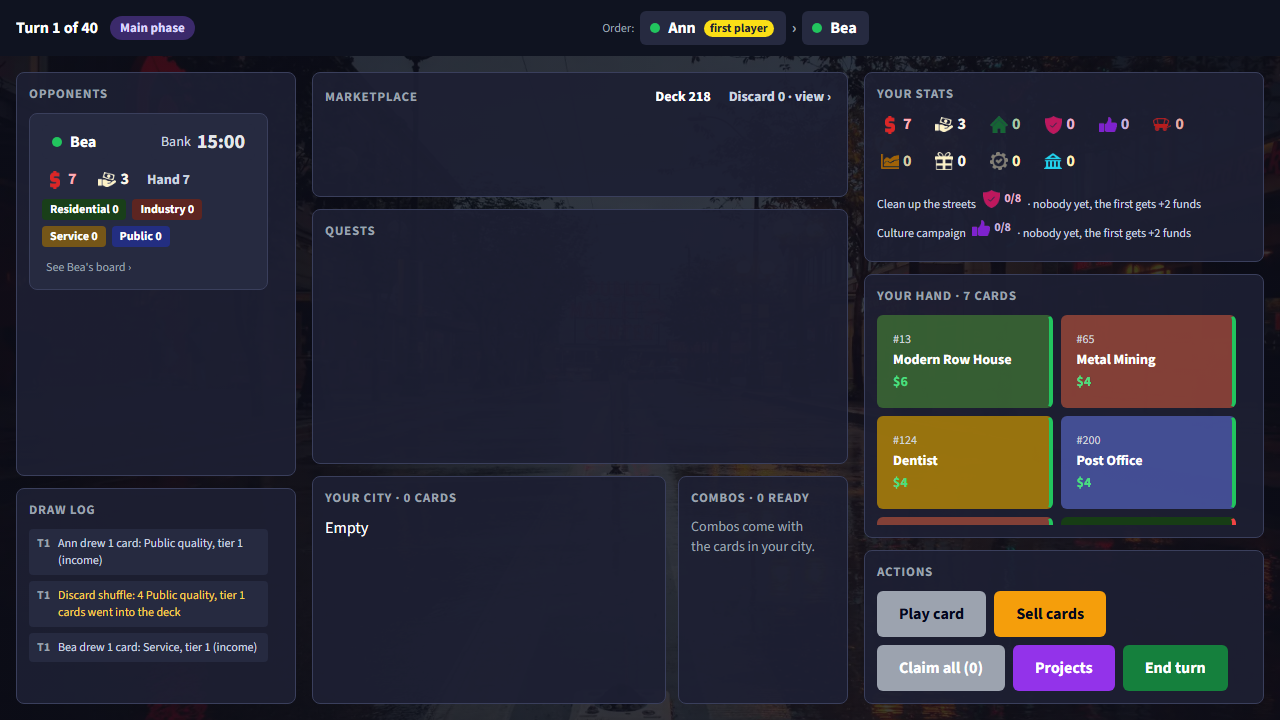 Turn 1 of 40
Main phase
Order:
Ann
first player
›
Bea
OPPONENTS
Bea
Bank 15:00
7
3
Hand 7
Residential 0
Industry 0
Service 0
Public 0
See Bea's board ›
DRAW LOG
T1 Ann drew 1 card: Public quality, tier 1
(income)
T1 Discard shuffle: 4 Public quality, tier 1
cards went into the deck
T1 Bea drew 1 card: Service, tier 1 (income)
MARKETPLACE
Deck 218
Discard 0 · view ›
QUESTS
YOUR CITY · 0 CARDS
Empty
COMBOS · 0 READY
Combos come with
the cards in your city.
YOUR STATS
7
3
0
0
0
0
0
0
0
0
Clean up the streets 0/8 · nobody yet, the first gets +2 funds
Culture campaign 0/8 · nobody yet, the first gets +2 funds
YOUR HAND · 7 CARDS
#13
Modern Row House
$6
#65
Metal Mining
$4
#124
Dentist
$4
#200
Post Office
$4
ACTIONS
Play card
Sell cards
Claim all (0)
Projects
End turn